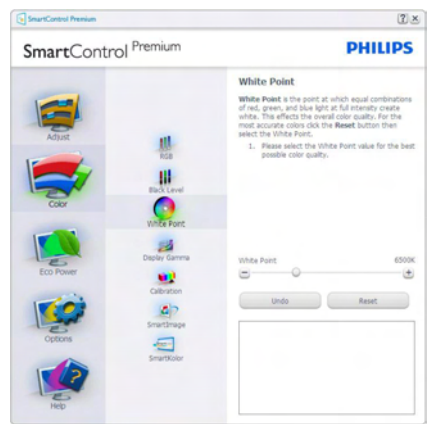 SmartControl Premium
SmartControl Premium
PHILIPS
Adjust
Color
Eco Power
Options
Help
RGB
Black Level
White Point
Display Gamma
Calibration
SmartImage
SmartKolor
White Point
White Point is the point at which equal combinations
of red, green, and blue light at full intensity create
white. This effects the overall color quality. For the
most accurate colors click the Reset button then
select the White Point.
1. Please select the White Point value for the best
possible color quality.
White Point 6500K
Undo Reset